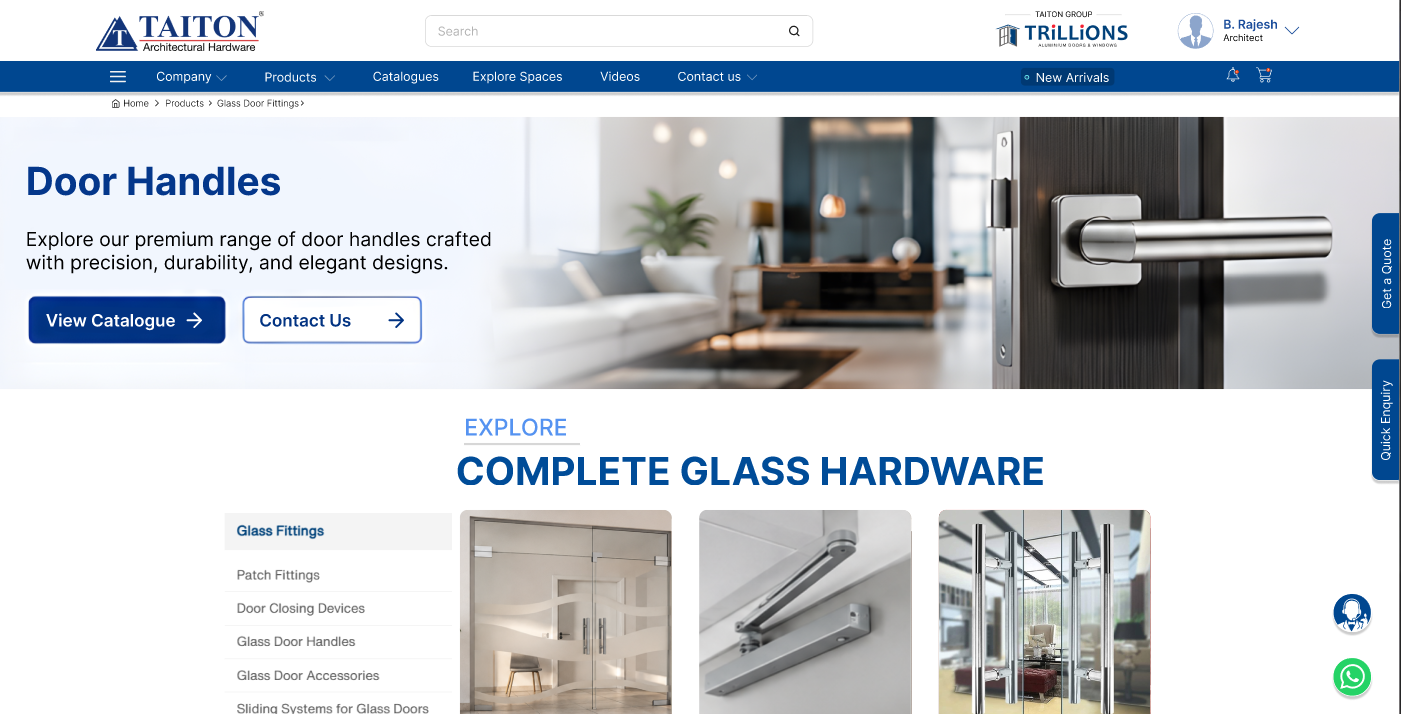 TAITON®
Architectural Hardware
Search
TAITON GROUP
TRiLLiONS
ALUMINIUM DOORS & WINDOWS
B. Rajesh
Architect
Company
Products
Catalogues
Explore Spaces
Videos
Contact us
New Arrivals
Home > Products > Glass Door Fittings >
Door Handles
Explore our premium range of door handles crafted
with precision, durability, and elegant designs.
View Catalogue →
Contact Us →
Get a Quote
Quick Enquiry
EXPLORE
COMPLETE GLASS HARDWARE
Glass Fittings
Patch Fittings
Door Closing Devices
Glass Door Handles
Glass Door Accessories
Sliding Systems for Glass Doors